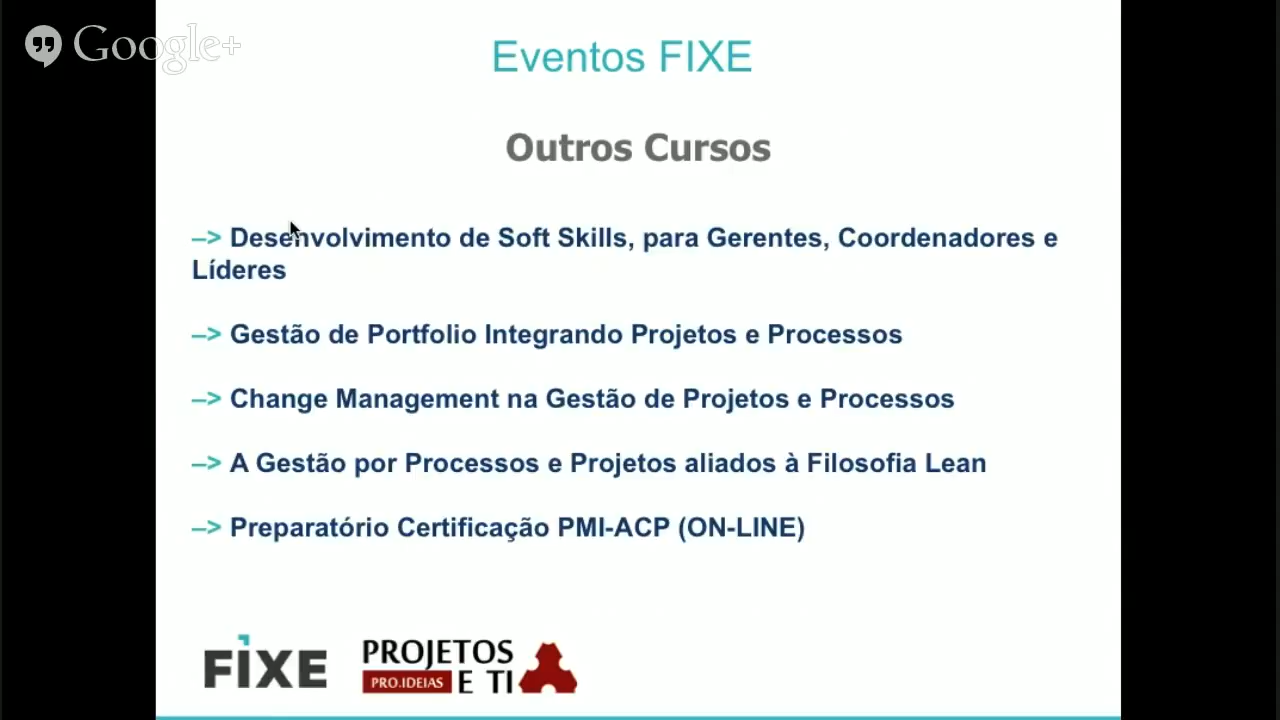 Google+
Eventos FIXE
Outros Cursos
–> Desenvolvimento de Soft Skills, para Gerentes, Coordenadores e
Líderes
–> Gestão de Portfolio Integrando Projetos e Processos
–> Change Management na Gestão de Projetos e Processos
–> A Gestão por Processos e Projetos aliados à Filosofia Lean
–> Preparatório Certificação PMI-ACP (ON-LINE)
FIXE
PROJETOS
PRO.IDEIAS E TI